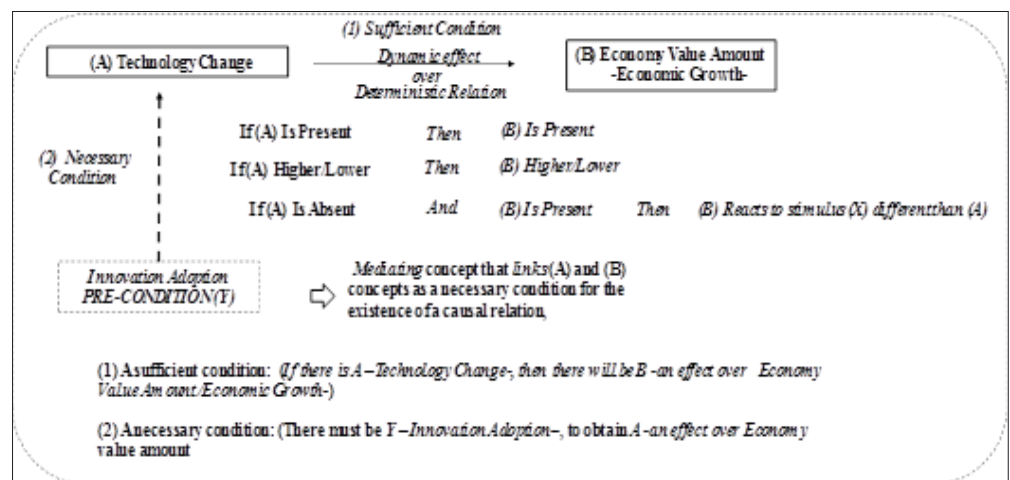 (1) Sufficient Condition
(A) Technology Change
Dynamic effect
over
Deterministic Relation
(B) Economy Value Amount
-Economic Growth-
If (A) Is Present Then (B) Is Present
(2) Necessary
Condition
If (A) Higher/Lower Then (B) Higher/Lower
If (A) Is Absent And (B) Is Present Then (B) Reacts to stimulus (X) different than (A)
Innovation Adoption
PRE-CONDITION (Y)
Mediating concept that links (A) and (B)
concepts as a necessary condition for the
existence of a causal relation,
(1) A sufficient condition: (If there is A –Technology Change-, then there will be B -an effect over Economy
Value Amount/Economic Growth-)
(2) A necessary condition: (There must be Y –Innovation Adoption–, to obtain A -an effect over Economy
value amount